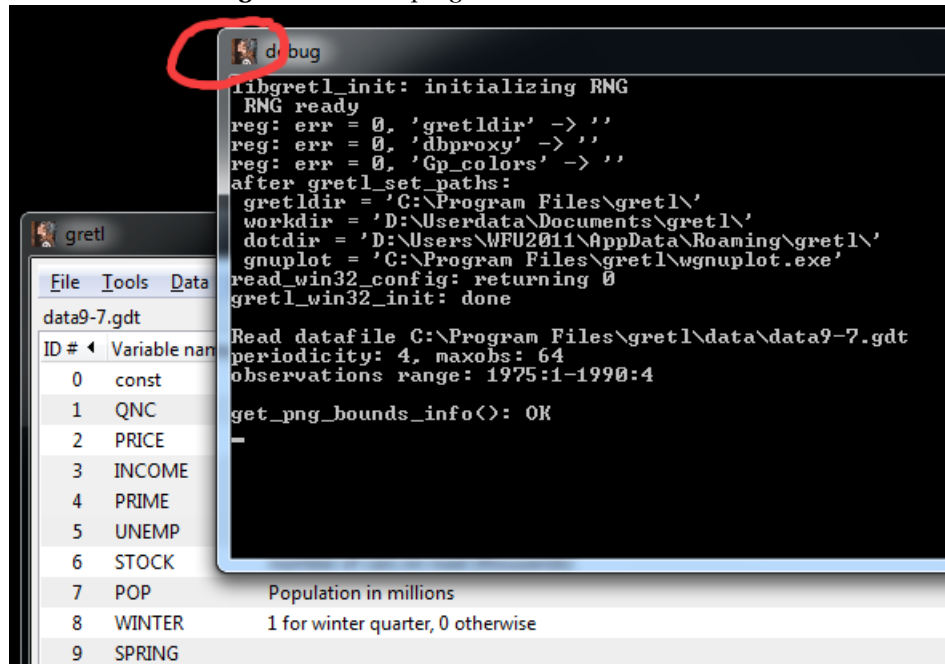 debug
libgretl_init: initializing RNG
RNG ready
reg: err = 0, 'gretldir' -> ''
reg: err = 0, 'dbproxy' -> ''
reg: err = 0, 'Gp_colors' -> ''
after gretl_set_paths:
gretldir = 'C:\Program Files\gretl\'
workdir = 'D:\Userdata\Documents\gretl\'
dotdir = 'D:\Users\WFU2011\AppData\Roaming\gretl\'
gnuplot = 'C:\Program Files\gretl\wgnuplot.exe'
read_win32_config: returning 0
gretl_win32_init: done
Read datafile C:\Program Files\gretl\data\data9-7.gdt
periodicity: 4, maxobs: 64
observations range: 1975:1-1990:4
get_png_bounds_info(): OK
gretl
File Tools Data
data9-7.gdt
ID # Variable nam
0 const
1 QNC
2 PRICE
3 INCOME
4 PRIME
5 UNEMP
6 STOCK
7 POP Population in millions
8 WINTER 1 for winter quarter, 0 otherwise
9 SPRING